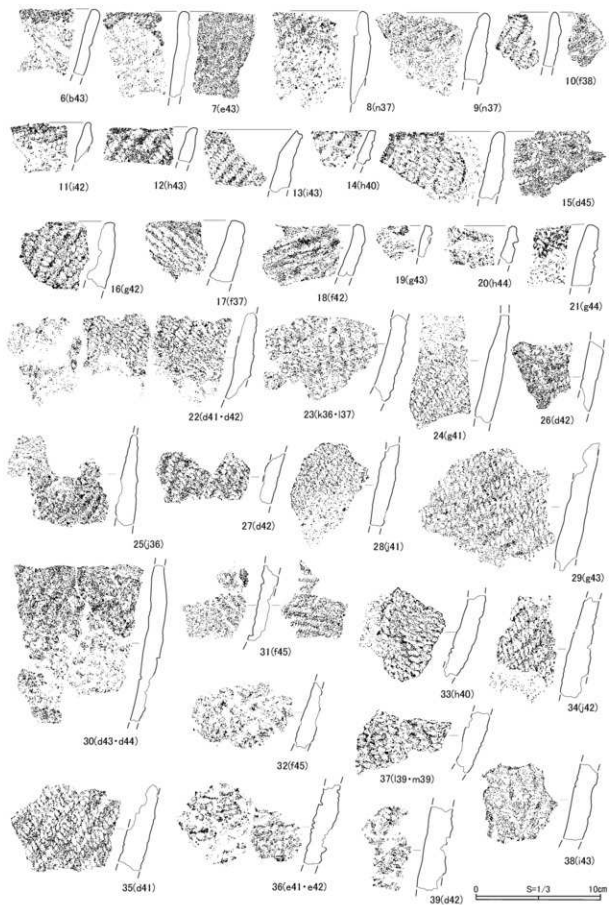 6(b43)
7(e43)
8(n37)
9(n37)
10(f38)
11(i42)
12(h43)
13(i43)
14(h40)
15(d45)
16(g42)
17(f37)
18(f42)
19(g43)
20(h44)
21(g44)
22(d41・d42)
23(k36・l37)
24(g41)
26(d42)
25(j36)
27(d42)
28(j41)
29(g43)
30(d43・d44)
31(f45)
32(f45)
33(h40)
34(j42)
35(d41)
36(e41・e42)
37(l39・m39)
39(d42)
38(i43)
0 S=1/3 10cm